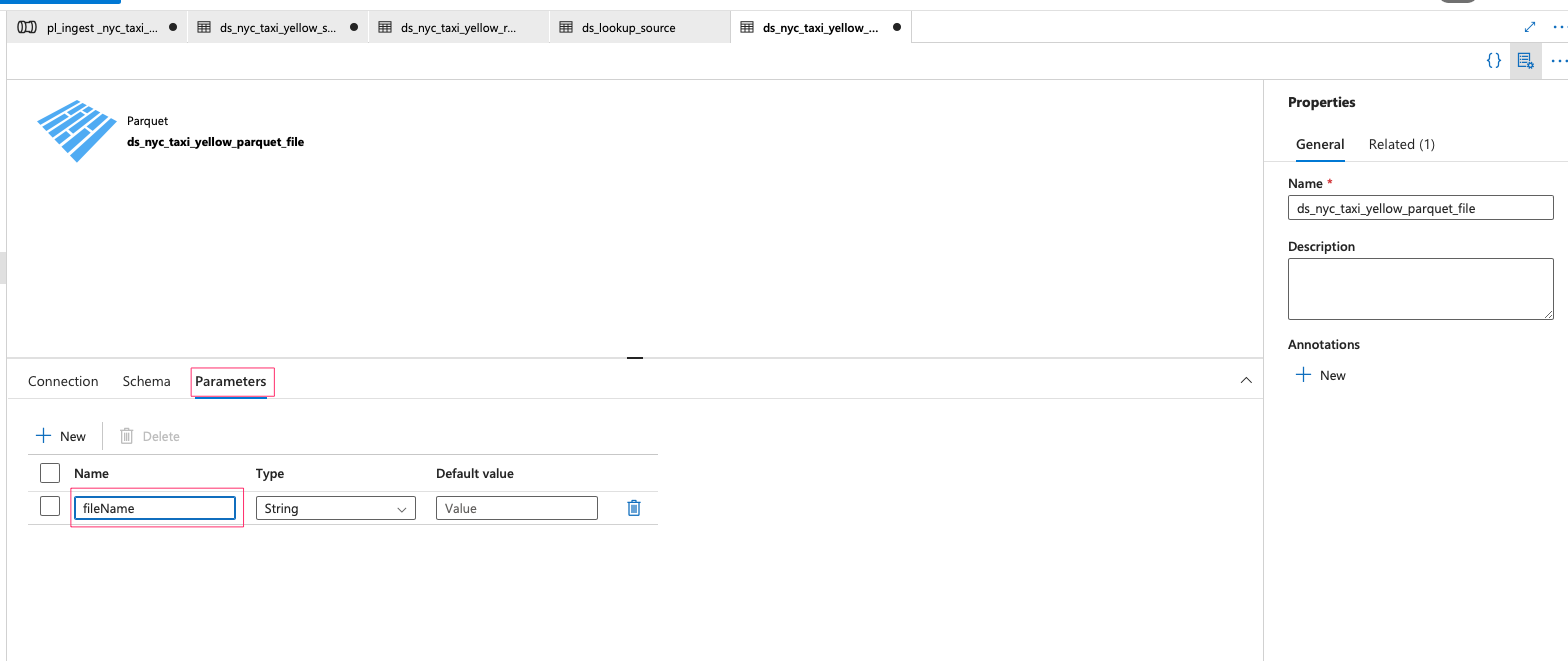 pl_ingest _nyc_taxi_...
ds_nyc_taxi_yellow_s...
ds_nyc_taxi_yellow_r...
ds_lookup_source
ds_nyc_taxi_yellow_...
{}
Parquet
ds_nyc_taxi_yellow_parquet_file
Properties
General Related (1)
Name *
ds_nyc_taxi_yellow_parquet_file
Description
Annotations
New
Connection Schema Parameters
New Delete
Name Type Default value
fileName String Value